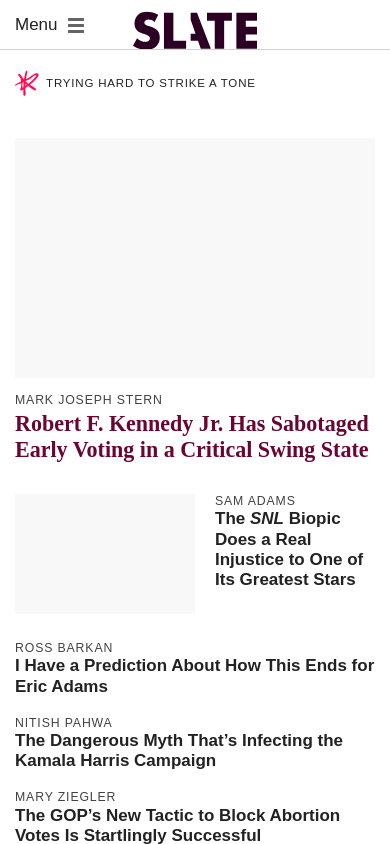 Menu
SLATE
TRYING HARD TO STRIKE A TONE
MARK JOSEPH STERN
Robert F. Kennedy Jr. Has Sabotaged
Early Voting in a Critical Swing State
SAM ADAMS
The SNL Biopic
Does a Real
Injustice to One of
Its Greatest Stars
ROSS BARKAN
I Have a Prediction About How This Ends for
Eric Adams
NITISH PAHWA
The Dangerous Myth That’s Infecting the
Kamala Harris Campaign
MARY ZIEGLER
The GOP’s New Tactic to Block Abortion
Votes Is Startlingly Successful